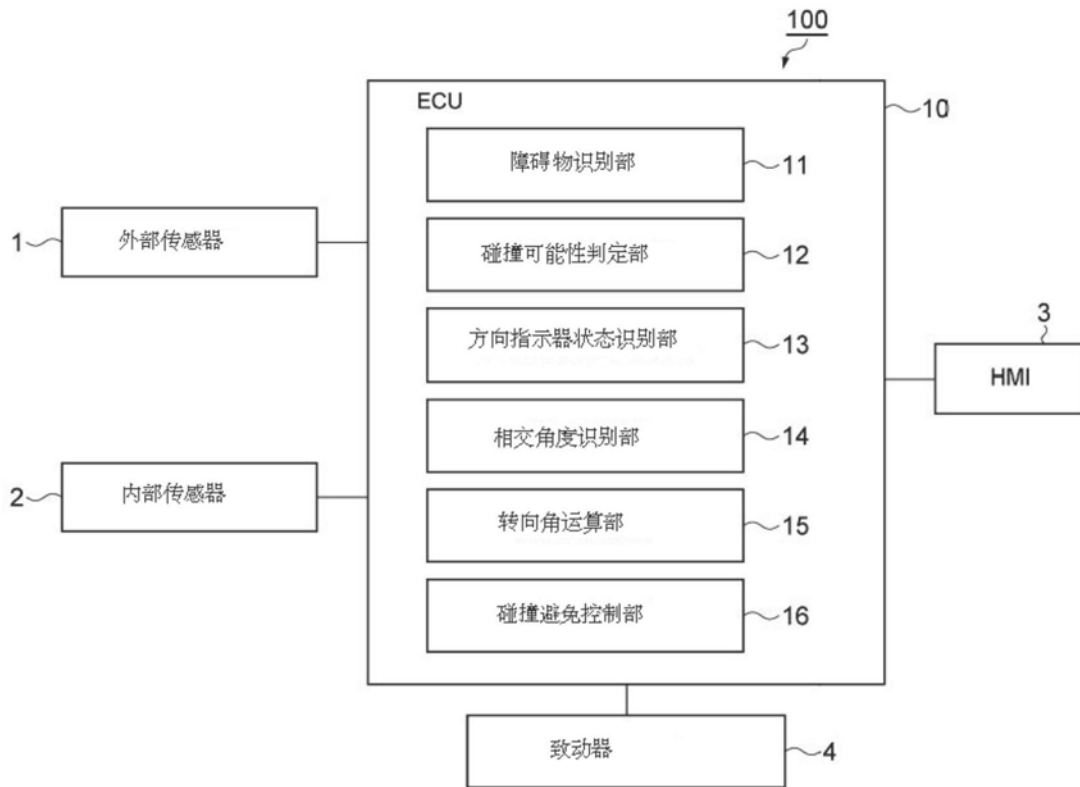 100
ECU
10
障碍物识别部
11
1
外部传感器
碰撞可能性判定部
12
方向指示器状态识别部
13
3
HMI
相交角度识别部
14
2
内部传感器
转向角运算部
15
碰撞避免控制部
16
致动器
4